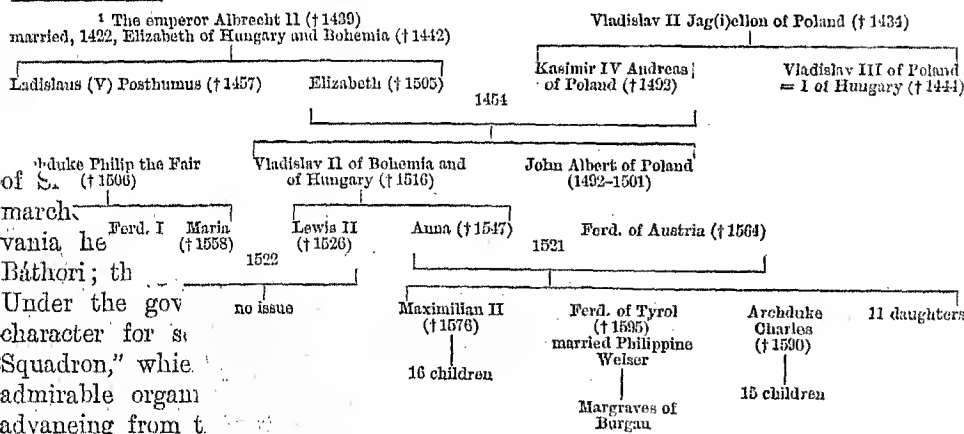 ¹ The emperor Albrecht II († 1439)
married, 1422, Elizabeth of Hungary and Bohemia († 1442)
Vladislav II Jag(i)ellon of Poland († 1434)
Ladislaus (V) Posthumus († 1457)
Elizabeth († 1505)
Kasimir IV Andreas
of Poland († 1492)
Vladislav III of Poland
= I of Hungary († 1444)
1454
duke Philip the Fair
(† 1506)
Vladislav II of Bohemia and
of Hungary († 1516)
John Albert of Poland
(1492–1501)
Ferd. I
Maria
(† 1558)
Lewis II
(† 1526)
Anna († 1547)
Ferd. of Austria († 1564)
1522
1521
no issue
Maximilian II
(† 1576)
Ferd. of Tyrol
(† 1595)
married Philippine
Welser
Archduke
Charles
(† 1590)
11 daughters
16 children
15 children
Margraves of
Burgau
of S
march
vania he
Báthori; th
Under the gov
character for s
Squadron," whic
admirable organi
advancing from t